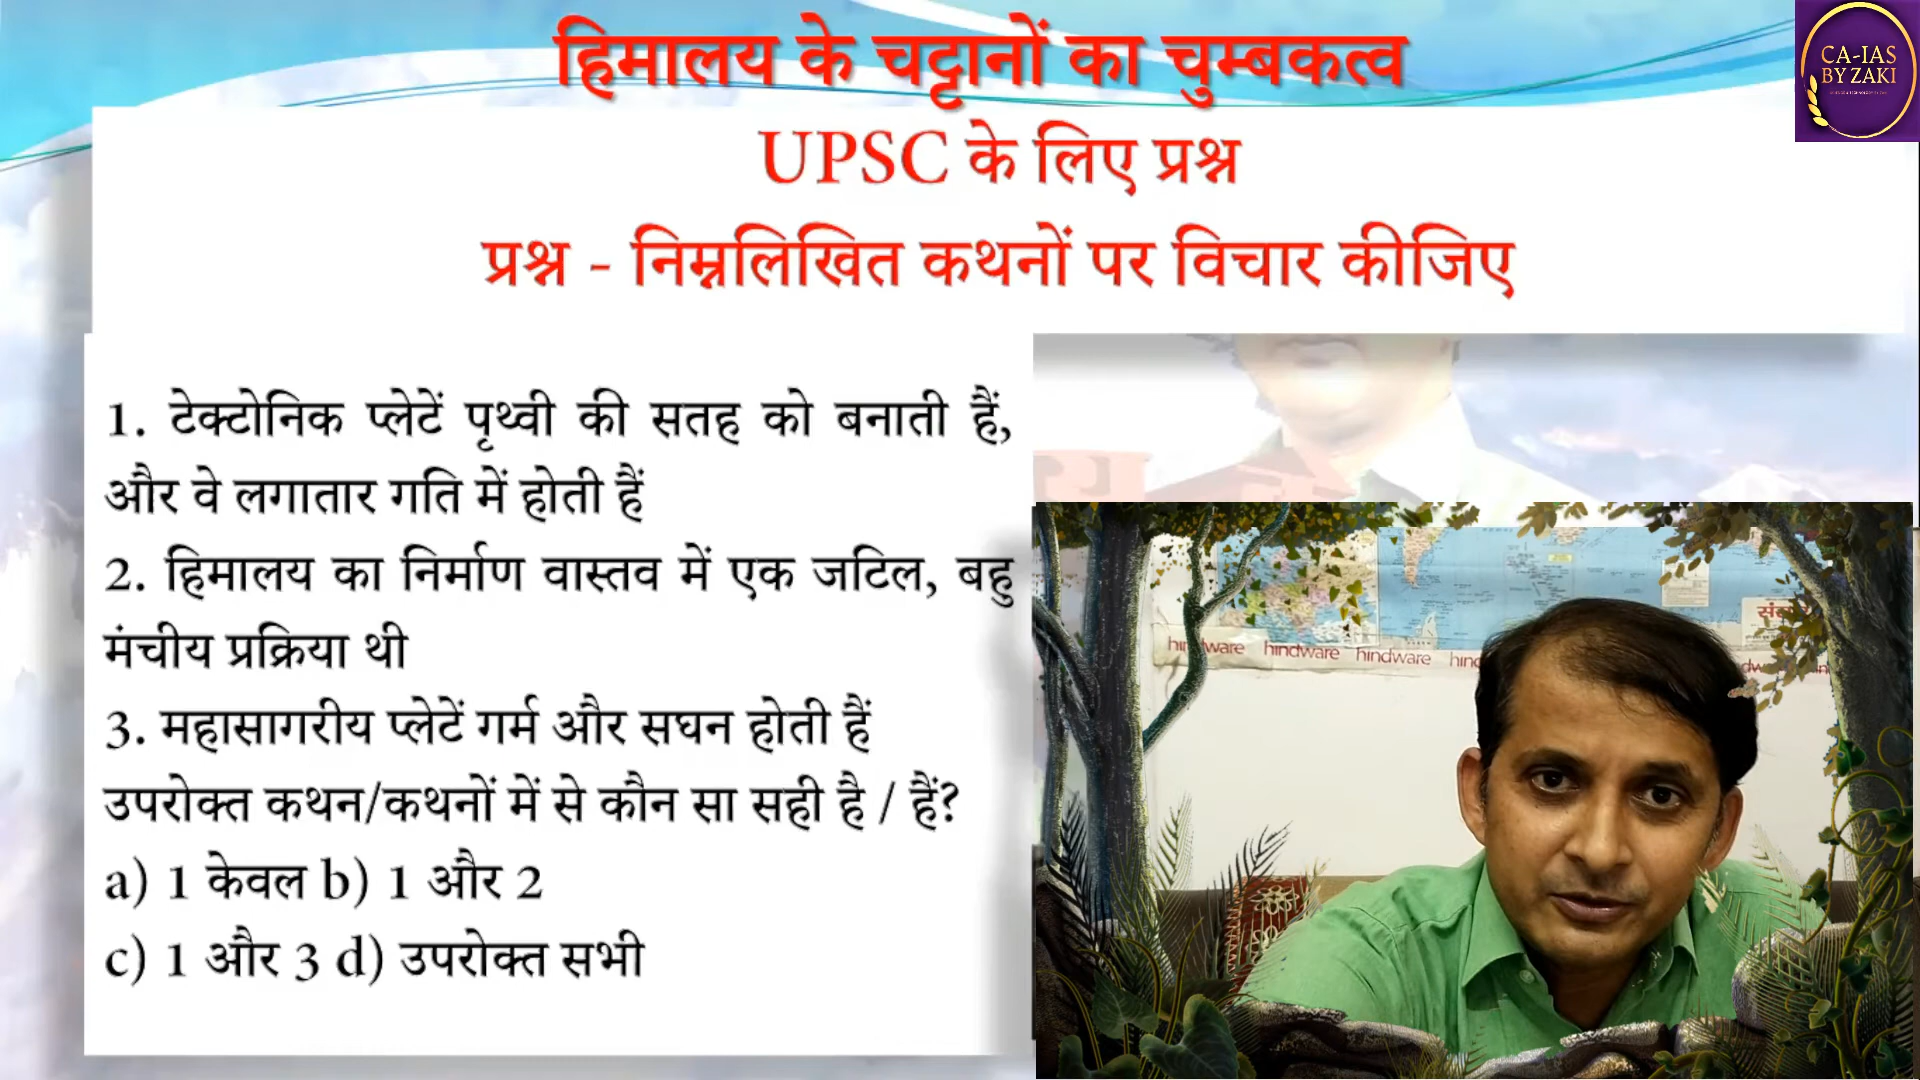 हिमालय के चट्टानों का चुम्बकत्व
CA-IAS
BY ZAKI
UPSC के लिए प्रश्न
प्रश्न - निम्नलिखित कथनों पर विचार कीजिए
1. टेक्टोनिक प्लेटें पृथ्वी की सतह को बनाती हैं,
और वे लगातार गति में होती हैं
2. हिमालय का निर्माण वास्तव में एक जटिल, बहु
मंचीय प्रक्रिया थी
3. महासागरीय प्लेटें गर्म और सघन होती हैं
उपरोक्त कथन/कथनों में से कौन सा सही है / हैं?
a) 1 केवल b) 1 और 2
c) 1 और 3 d) उपरोक्त सभी
hindware hindware